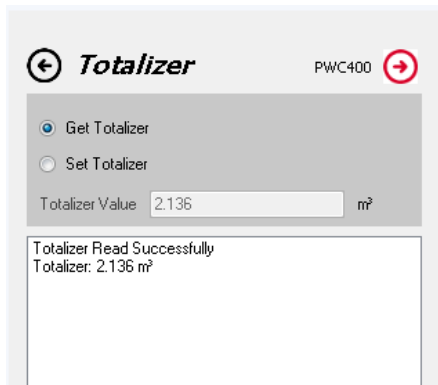 Totalizer
PWC400
Get Totalizer
Set Totalizer
Totalizer Value 2.136 m³
Totalizer Read Successfully
Totalizer: 2.136 m³